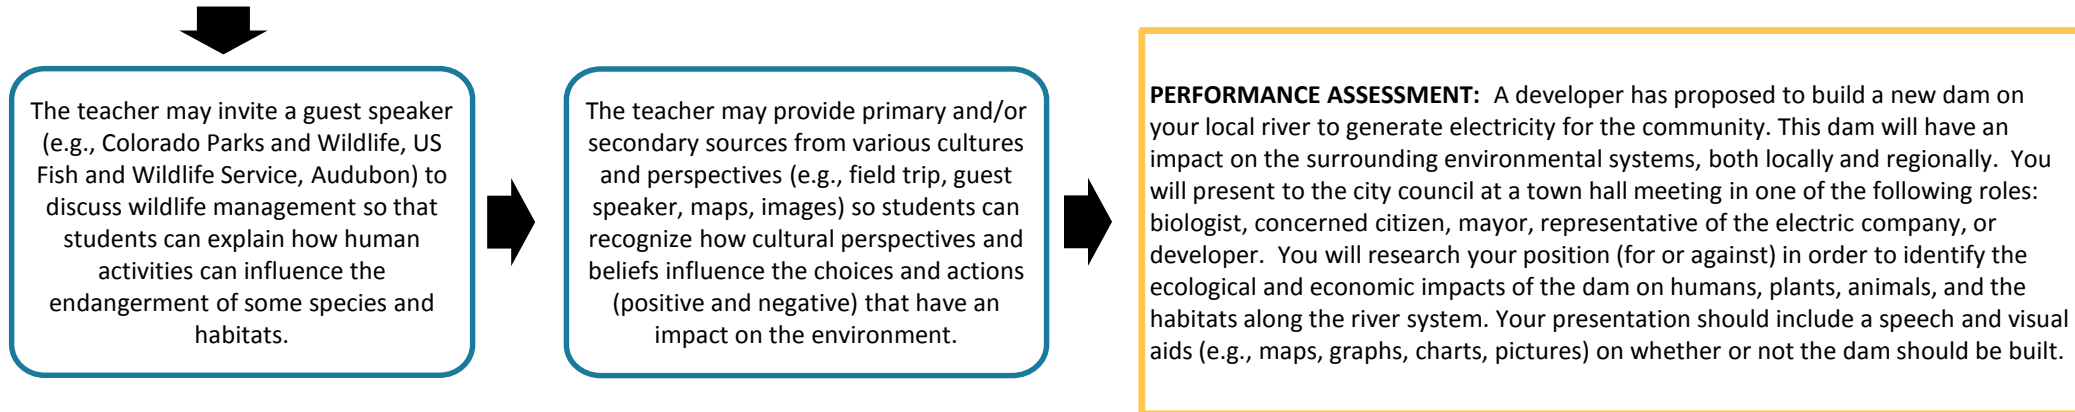 The teacher may invite a guest speaker
(e.g., Colorado Parks and Wildlife, US
Fish and Wildlife Service, Audubon) to
discuss wildlife management so that
students can explain how human
activities can influence the
endangerment of some species and
habitats.
The teacher may provide primary and/or
secondary sources from various cultures
and perspectives (e.g., field trip, guest
speaker, maps, images) so students can
recognize how cultural perspectives and
beliefs influence the choices and actions
(positive and negative) that have an
impact on the environment.
PERFORMANCE ASSESSMENT:  A developer has proposed to build a new dam on
your local river to generate electricity for the community. This dam will have an
impact on the surrounding environmental systems, both locally and regionally.  You
will present to the city council at a town hall meeting in one of the following roles:
biologist, concerned citizen, mayor, representative of the electric company, or
developer.  You will research your position (for or against) in order to identify the
ecological and economic impacts of the dam on humans, plants, animals, and the
habitats along the river system. Your presentation should include a speech and visual
aids (e.g., maps, graphs, charts, pictures) on whether or not the dam should be built.